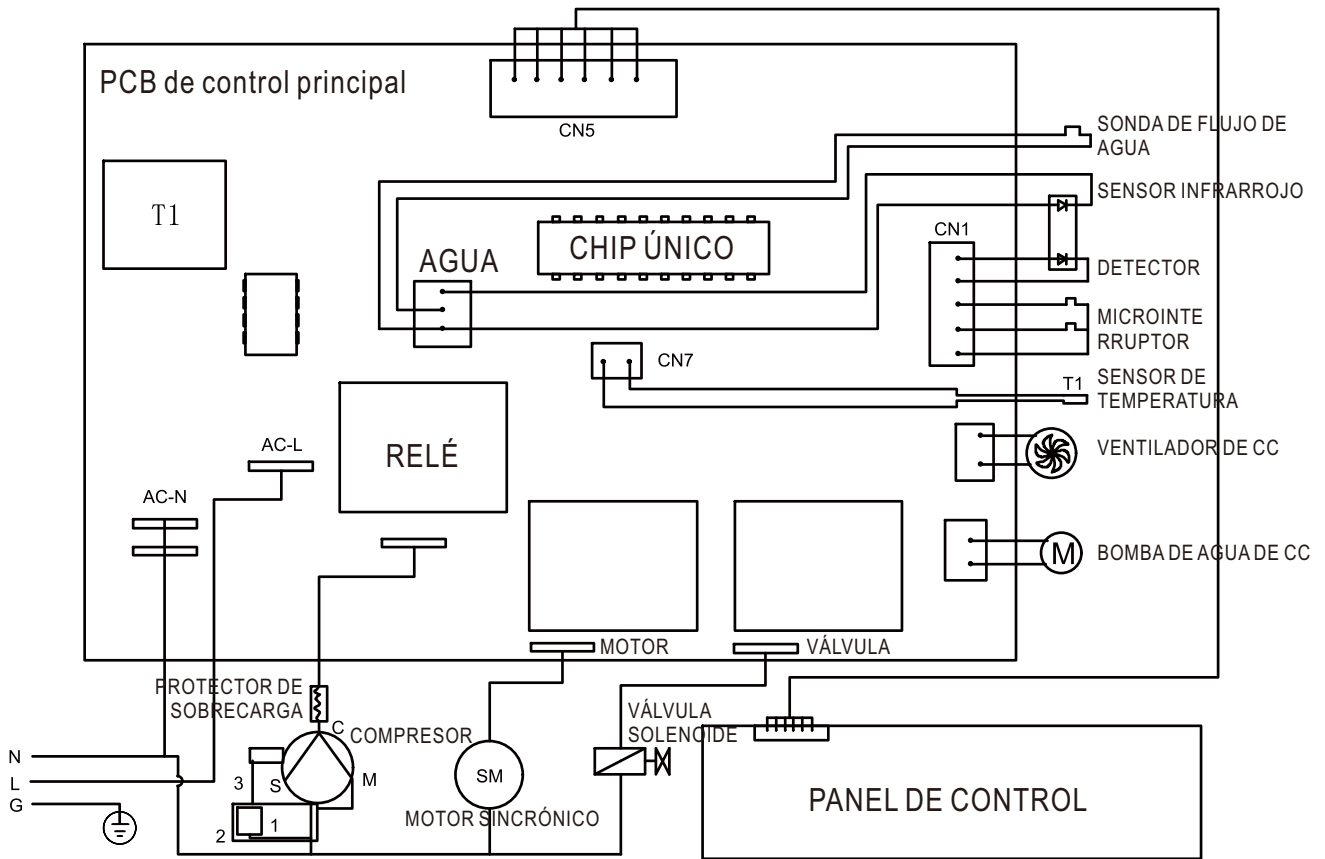 PCB de control principal
CN5
SONDA DE FLUJO DE
AGUA
SENSOR INFRARROJO
T1
CHIP ÚNICO
CN1
AGUA
DETECTOR
MICROINTE
RRUPTOR
CN7
T1
SENSOR DE
TEMPERATURA
AC-L
RELÉ
VENTILADOR DE CC
AC-N
M
BOMBA DE AGUA DE CC
MOTOR
VÁLVULA
PROTECTOR DE
SOBRECARGA
C
COMPRESOR
VÁLVULA
SOLENOIDE
N
L
G
3
S
M
SM
2
1
MOTOR SINCRÓNICO
PANEL DE CONTROL